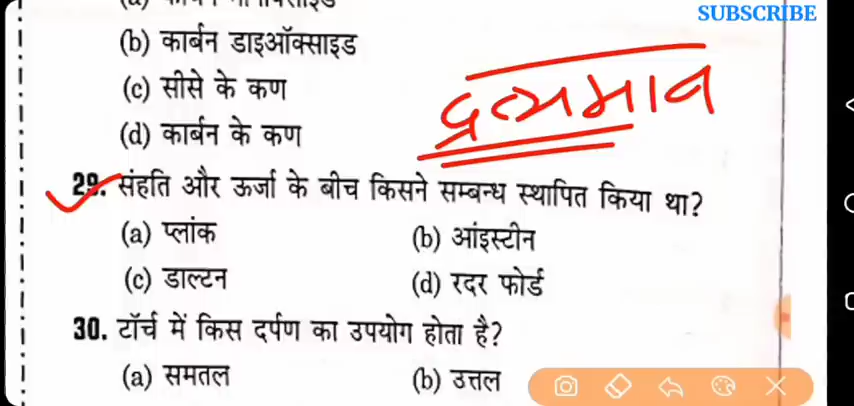 SUBSCRIBE
(b) कार्बन डाइऑक्साइड
(c) सीसे के कण
(d) कार्बन के कण
द्रव्यमान
29. संहति और ऊर्जा के बीच किसने सम्बन्ध स्थापित किया था?
(a) प्लांक (b) आंइस्टीन
(c) डाल्टन (d) रदर फोर्ड
30. टॉर्च में किस दर्पण का उपयोग होता है?
(a) समतल (b) उत्तल